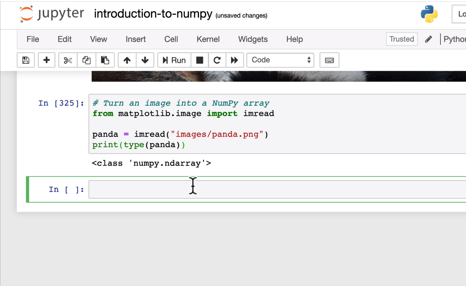 jupyter introduction-to-numpy (unsaved changes)
File Edit View Insert Cell Kernel Widgets Help Trusted
Run Code
In [325]: # Turn an image into a NumPy array
from matplotlib.image import imread
panda = imread("images/panda.png")
print(type(panda))
<class 'numpy.ndarray'>
In [ ]: